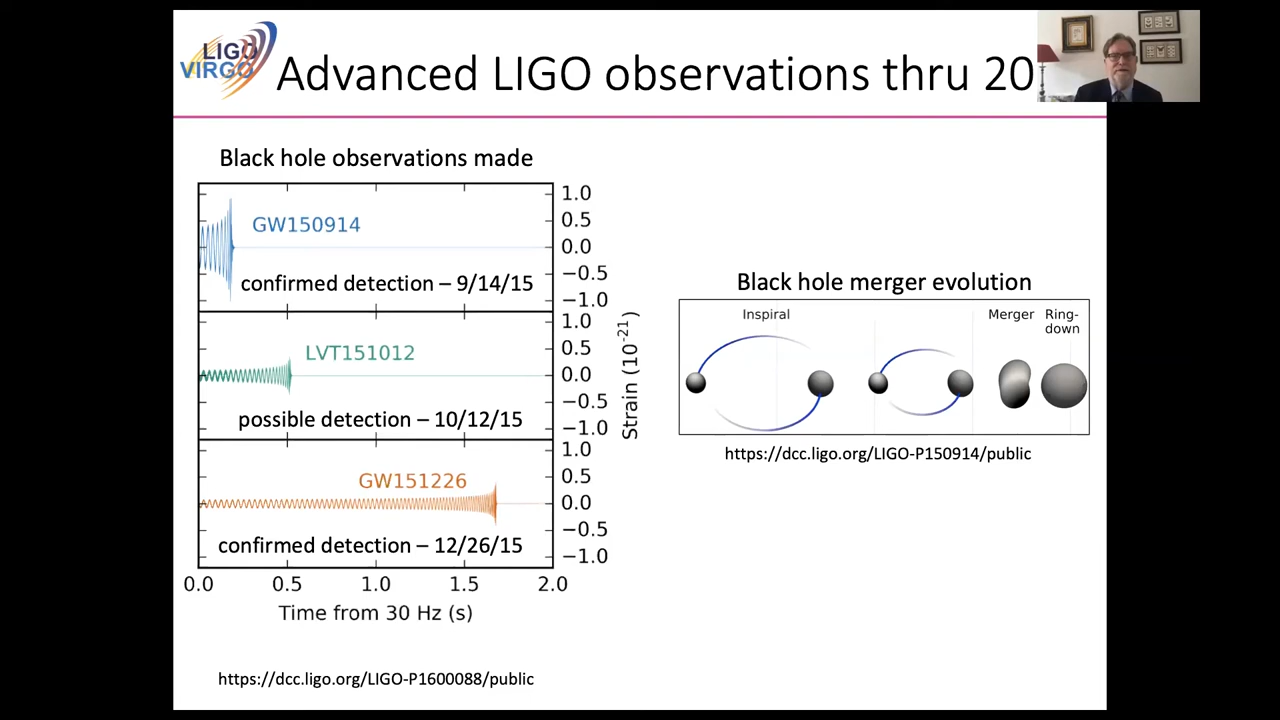 LIGO
VIRGO
Advanced LIGO observations thru 20
Black hole observations made
GW150914
confirmed detection – 9/14/15
1.0
0.5
0.0
−0.5
−1.0
LVT151012
possible detection – 10/12/15
1.0
0.5
0.0
−0.5
−1.0
GW151226
confirmed detection – 12/26/15
1.0
0.5
0.0
−0.5
−1.0
Strain (10⁻²¹)
0.0 0.5 1.0 1.5 2.0
Time from 30 Hz (s)
https://dcc.ligo.org/LIGO-P1600088/public
Black hole merger evolution
Inspiral Merger Ring-
down
https://dcc.ligo.org/LIGO-P150914/public